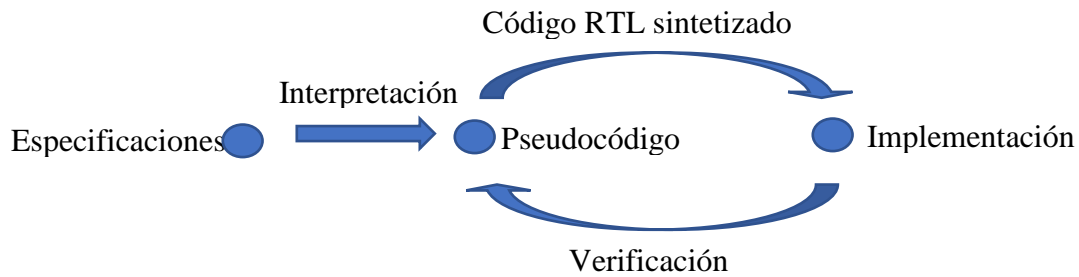 Código RTL sintetizado
Interpretación
Especificaciones
Pseudocódigo
Implementación
Verificación